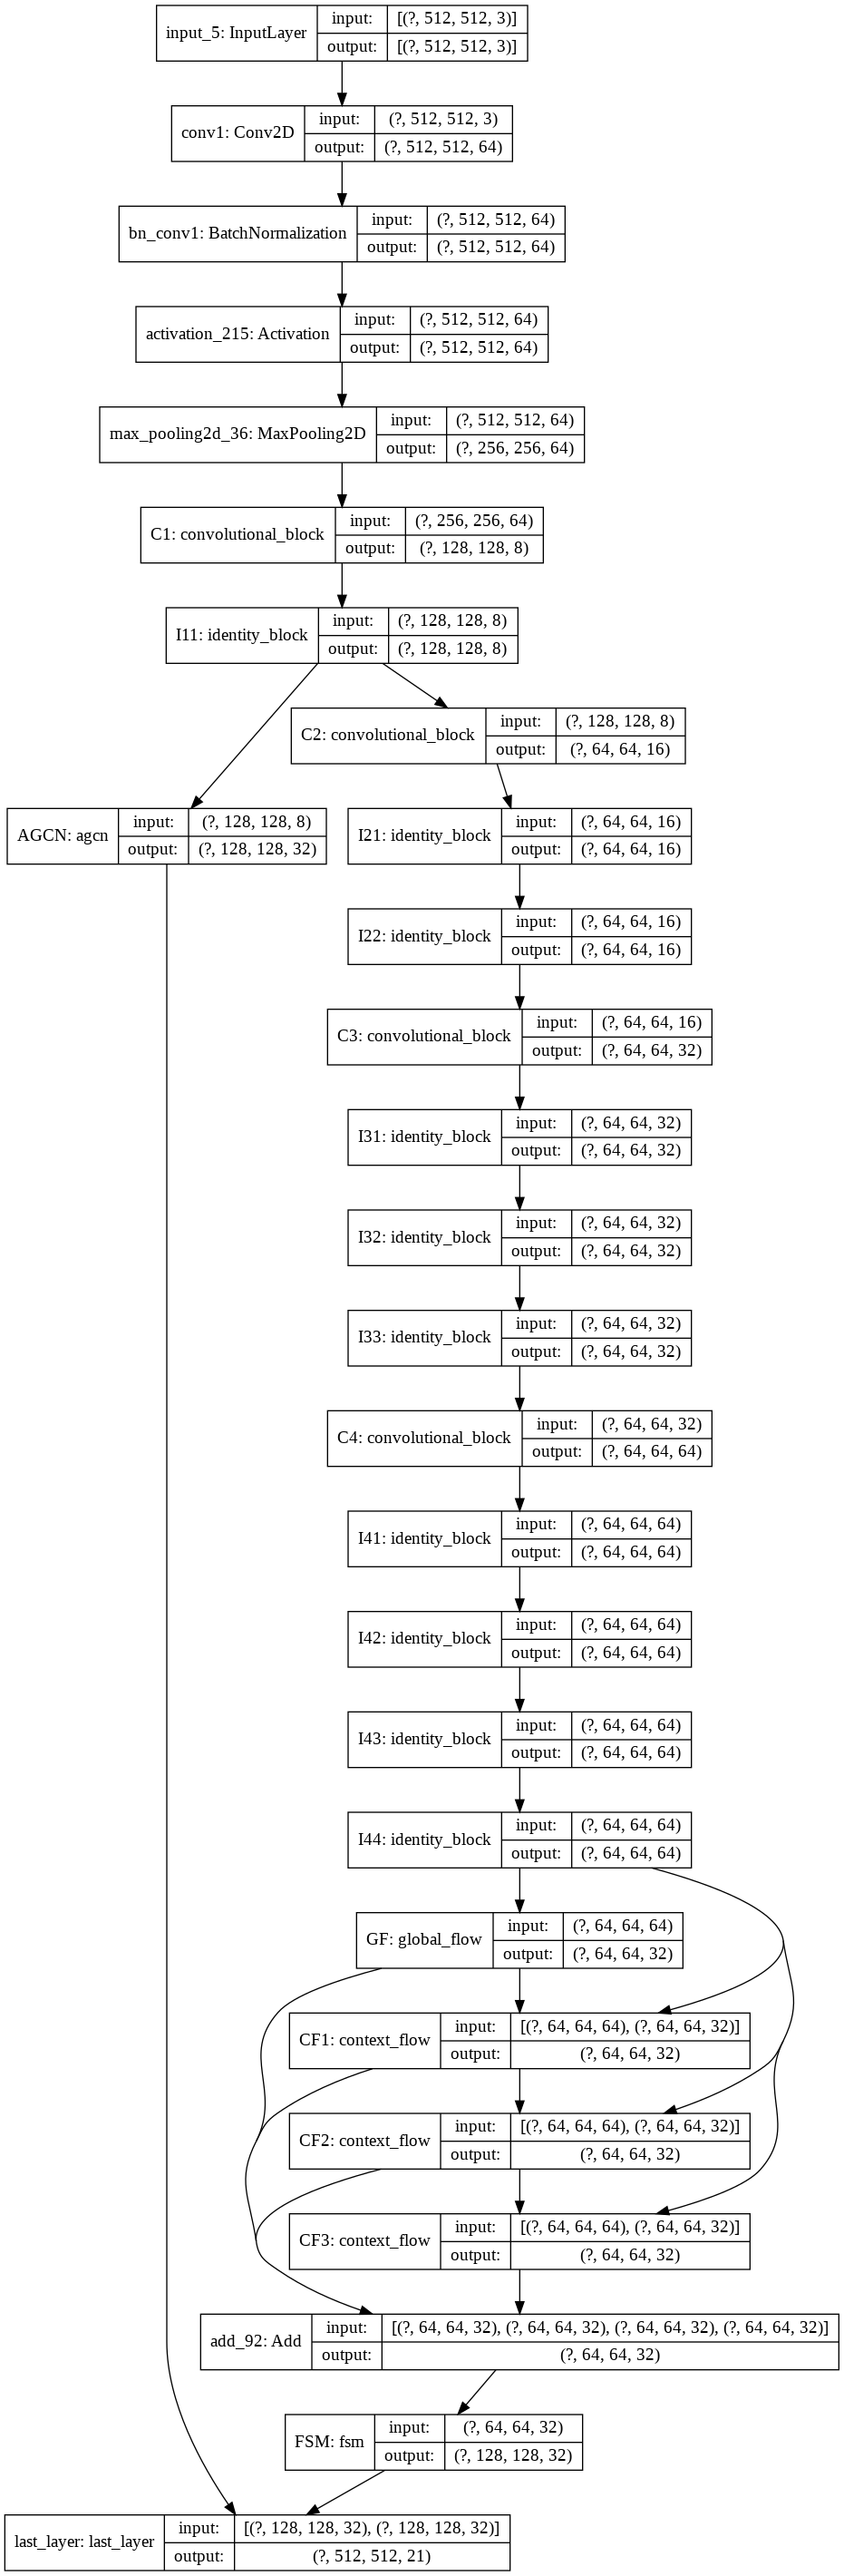 input_5: InputLayer
input: [(?, 512, 512, 3)]
output: [(?, 512, 512, 3)]
conv1: Conv2D
input: (?, 512, 512, 3)
output: (?, 512, 512, 64)
bn_conv1: BatchNormalization
input: (?, 512, 512, 64)
output: (?, 512, 512, 64)
activation_215: Activation
input: (?, 512, 512, 64)
output: (?, 512, 512, 64)
max_pooling2d_36: MaxPooling2D
input: (?, 512, 512, 64)
output: (?, 256, 256, 64)
C1: convolutional_block
input: (?, 256, 256, 64)
output: (?, 128, 128, 8)
I11: identity_block
input: (?, 128, 128, 8)
output: (?, 128, 128, 8)
C2: convolutional_block
input: (?, 128, 128, 8)
output: (?, 64, 64, 16)
AGCN: agcn
input: (?, 128, 128, 8)
output: (?, 128, 128, 32)
I21: identity_block
input: (?, 64, 64, 16)
output: (?, 64, 64, 16)
I22: identity_block
input: (?, 64, 64, 16)
output: (?, 64, 64, 16)
C3: convolutional_block
input: (?, 64, 64, 16)
output: (?, 64, 64, 32)
I31: identity_block
input: (?, 64, 64, 32)
output: (?, 64, 64, 32)
I32: identity_block
input: (?, 64, 64, 32)
output: (?, 64, 64, 32)
I33: identity_block
input: (?, 64, 64, 32)
output: (?, 64, 64, 32)
C4: convolutional_block
input: (?, 64, 64, 32)
output: (?, 64, 64, 64)
I41: identity_block
input: (?, 64, 64, 64)
output: (?, 64, 64, 64)
I42: identity_block
input: (?, 64, 64, 64)
output: (?, 64, 64, 64)
I43: identity_block
input: (?, 64, 64, 64)
output: (?, 64, 64, 64)
I44: identity_block
input: (?, 64, 64, 64)
output: (?, 64, 64, 64)
GF: global_flow
input: (?, 64, 64, 64)
output: (?, 64, 64, 32)
CF1: context_flow
input: [(?, 64, 64, 64), (?, 64, 64, 32)]
output: (?, 64, 64, 32)
CF2: context_flow
input: [(?, 64, 64, 64), (?, 64, 64, 32)]
output: (?, 64, 64, 32)
CF3: context_flow
input: [(?, 64, 64, 64), (?, 64, 64, 32)]
output: (?, 64, 64, 32)
add_92: Add
input: [(?, 64, 64, 32), (?, 64, 64, 32), (?, 64, 64, 32), (?, 64, 64, 32)]
output: (?, 64, 64, 32)
FSM: fsm
input: (?, 64, 64, 32)
output: (?, 128, 128, 32)
last_layer: last_layer
input: [(?, 128, 128, 32), (?, 128, 128, 32)]
output: (?, 512, 512, 21)